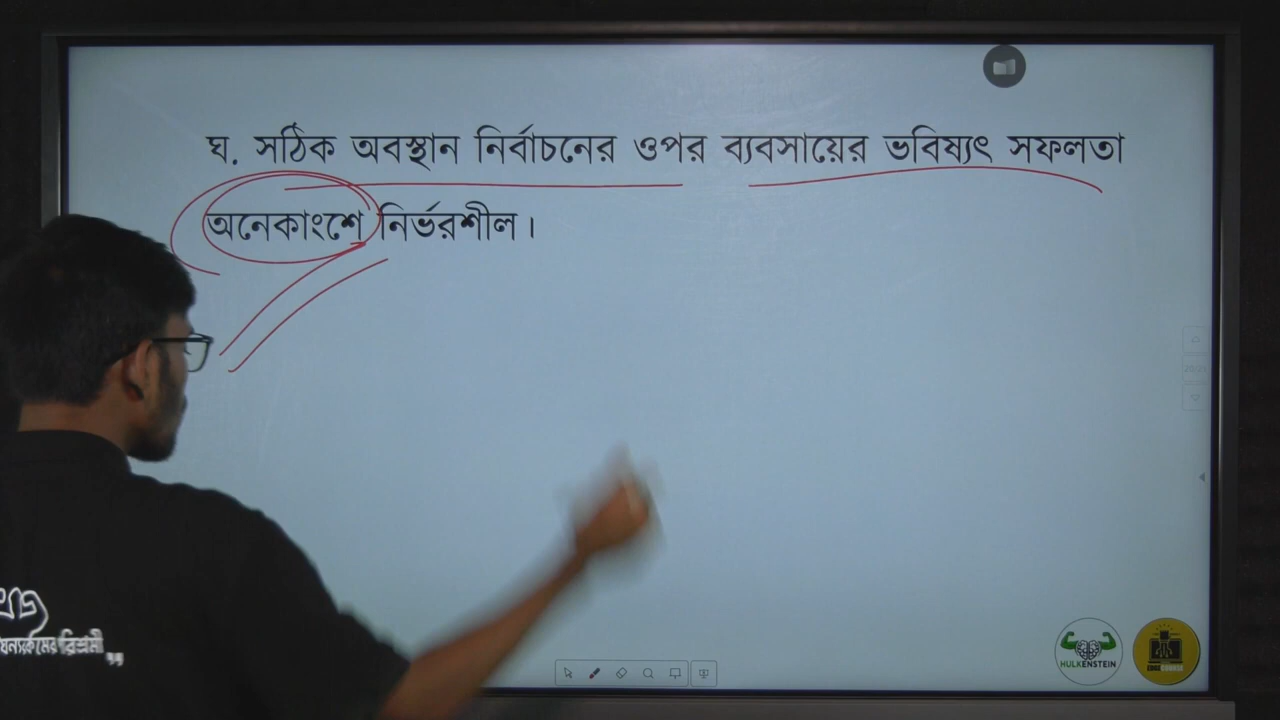 ঘ. সঠিক অবস্থান নির্বাচনের ওপর ব্যবসায়ের ভবিষ্যৎ সফলতা
অনেকাংশে নির্ভরশীল।
HULKENSTEIN